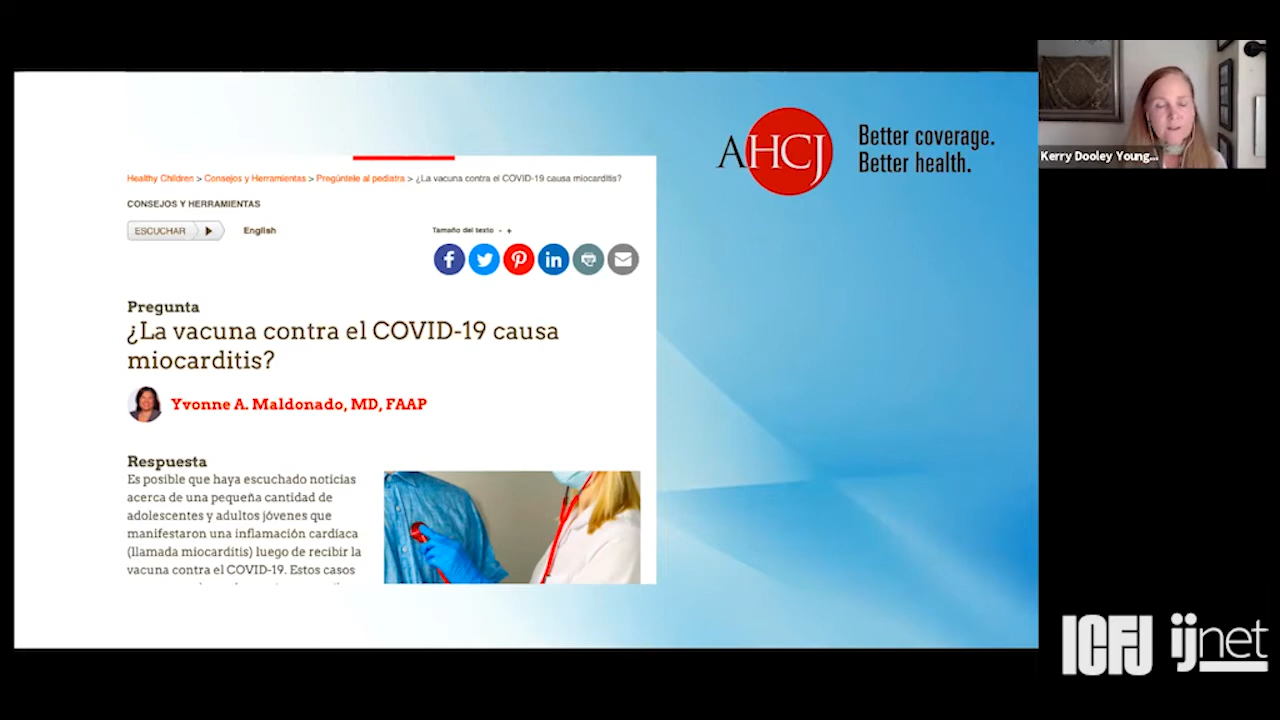 AHCJ
Better coverage.
Better health.
Kerry Dooley Young...
Healthy Children > Consejos y Herramientas > Pregúntele al pediatra > ¿La vacuna contra el COVID-19 causa miocarditis?
CONSEJOS Y HERRAMIENTAS
ESCUCHAR
English
Tamaño del texto - +
Pregunta
¿La vacuna contra el COVID-19 causa
miocarditis?
Yvonne A. Maldonado, MD, FAAP
Respuesta
Es posible que haya escuchado noticias
acerca de una pequeña cantidad de
adolescentes y adultos jóvenes que
manifestaron una inflamación cardíaca
(llamada miocarditis) luego de recibir la
vacuna contra el COVID-19. Estos casos
ICFJ ijnet